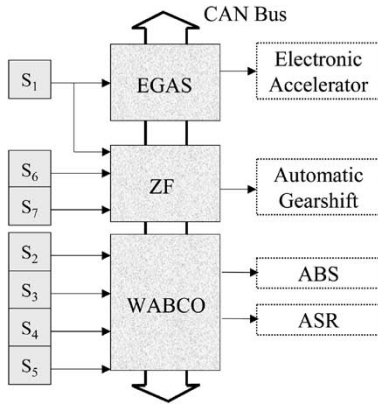 CAN Bus
S₁
EGAS
Electronic
Accelerator
S₆
S₇
ZF
Automatic
Gearshift
S₂
S₃
S₄
S₅
WABCO
ABS
ASR